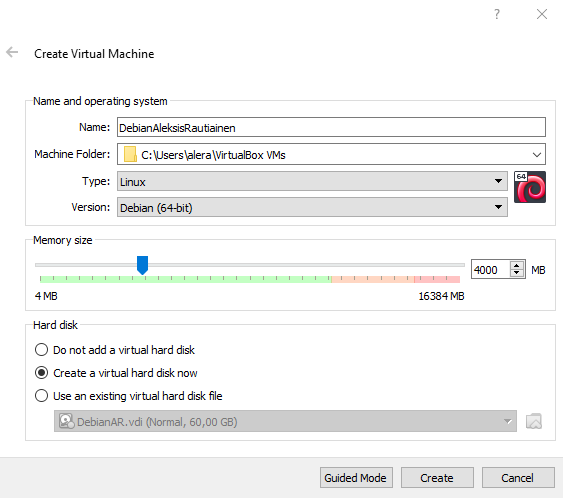 ?
Create Virtual Machine
Name and operating system
Name: DebianAleksisRautiainen
Machine Folder: C:\Users\alera\VirtualBox VMs
Type: Linux
64
Version: Debian (64-bit)
Memory size
4000 MB
4 MB 16384 MB
Hard disk
Do not add a virtual hard disk
Create a virtual hard disk now
Use an existing virtual hard disk file
DebianAR.vdi (Normal, 60,00 GB)
Guided Mode Create Cancel